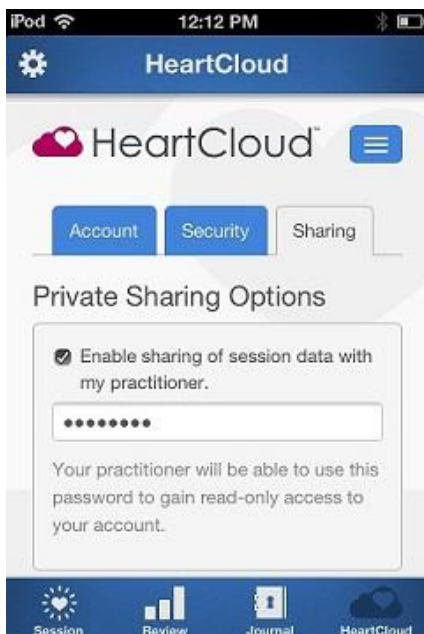 iPod 12:12 PM
HeartCloud
HeartCloud™
Account Security Sharing
Private Sharing Options
Enable sharing of session data with
my practitioner.
••••••••
Your practitioner will be able to use this
password to gain read-only access to
your account.
Session Review Journal HeartCloud